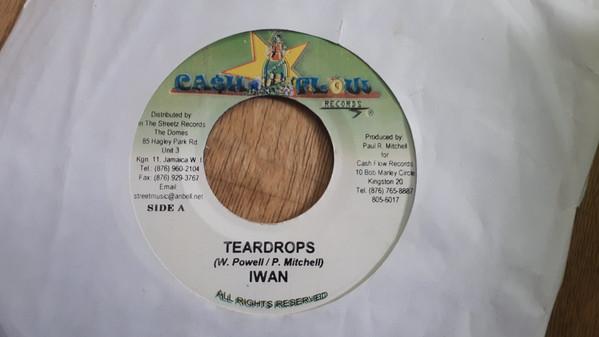 CASH FLOW
RECORDS
®
Distributed by
In The Streetz Records
The Domes
85 Hagley Park Rd.
Unit 3
Kgn. 11, Jamaica W. I.
Tel: (876) 960-2104
Fax: (876) 929-3767
Email:
streetmusic@anbell.net
SIDE A
Produced by:
Paul R. Mitchell
for
Cash Flow Records
10 Bob Marley Circle
Kingston 20
Tel. (876) 765-8887
805-6017
TEARDROPS
(W. Powell / P. Mitchell)
IWAN
ALL RIGHTS RESERVED